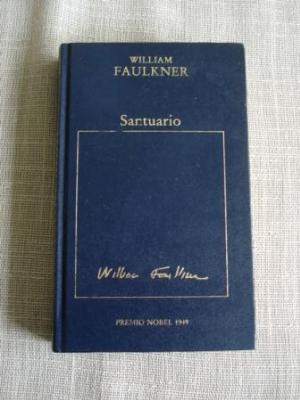 WILLIAM
FAULKNER
Santuario
William Faulkner
PREMIO NOBEL 1949